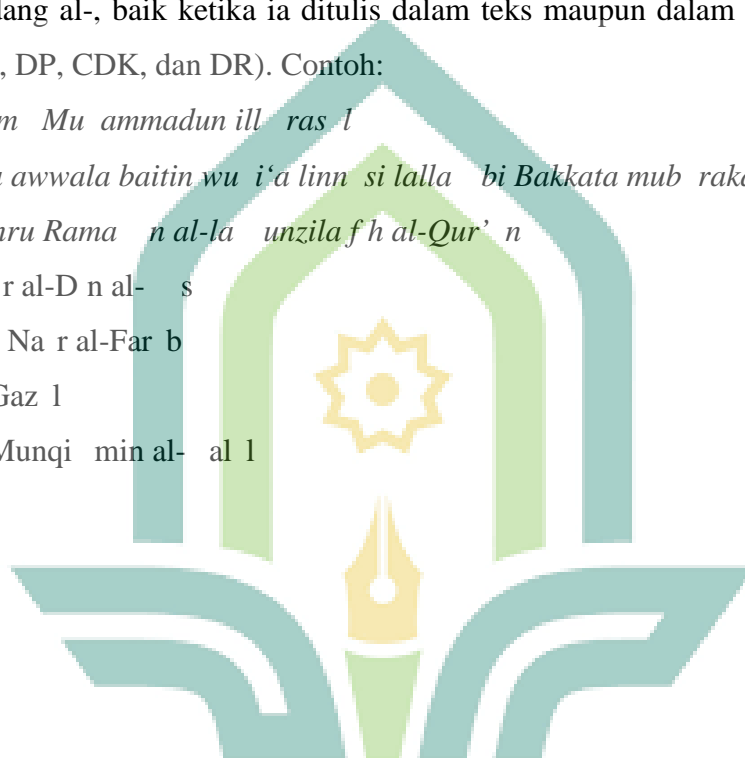 dang al-, baik ketika ia ditulis dalam teks maupun dalam
, DP, CDK, dan DR). Contoh:
m Mu ammadun ill ras l
awwala baitin wu i‘a linn si lalla bi Bakkata mub raka
ru Rama n al-la unzila f h al-Qur’ n
r al-D n al- s
Na r al-Far b
Gaz l
Munqi min al- al l